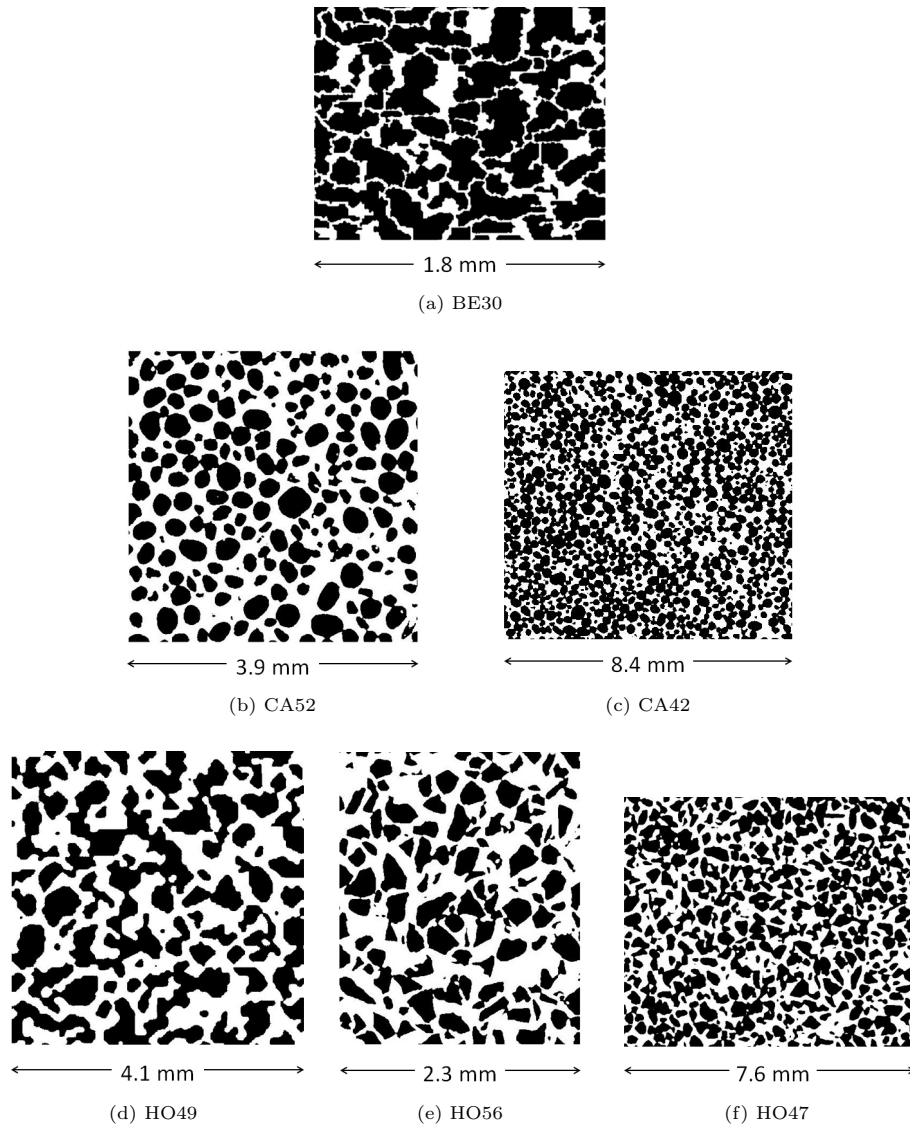 1.8 mm
(a) BE30
3.9 mm
8.4 mm
(b) CA52
(c) CA42
4.1 mm
2.3 mm
7.6 mm
(d) HO49
(e) HO56
(f) HO47